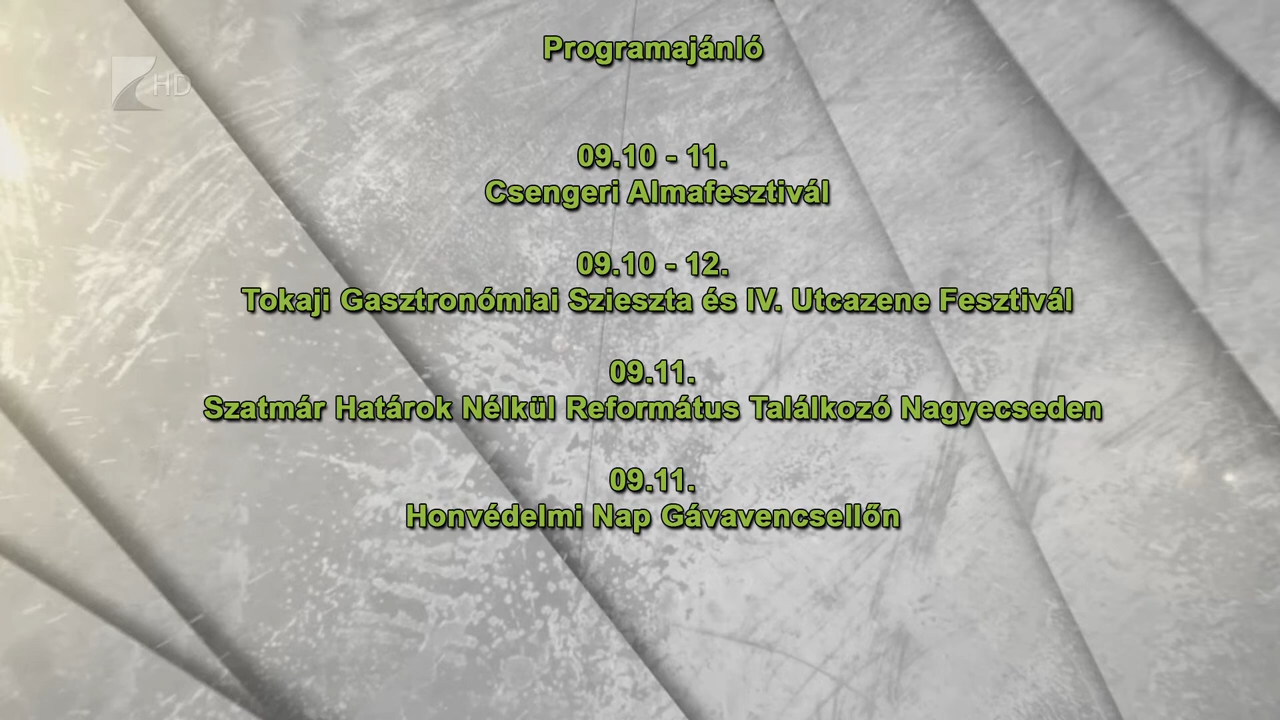 HD
Programajánló
09.10 - 11.
Csengeri Almafesztivál
09.10 - 12.
Tokaji Gasztronómiai Szieszta és IV. Utcazene Fesztivál
09.11.
Szatmár Határok Nélkül Református Találkozó Nagyecseden
09.11.
Honvédelmi Nap Gávavencsellőn